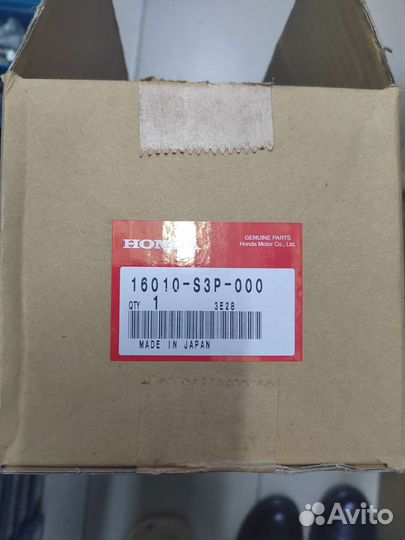 HONDA
GENUINE PARTS
Honda Motor Co., Ltd.
16010-S3P-000
QTY 1 3E28
MADE IN JAPAN
Avito